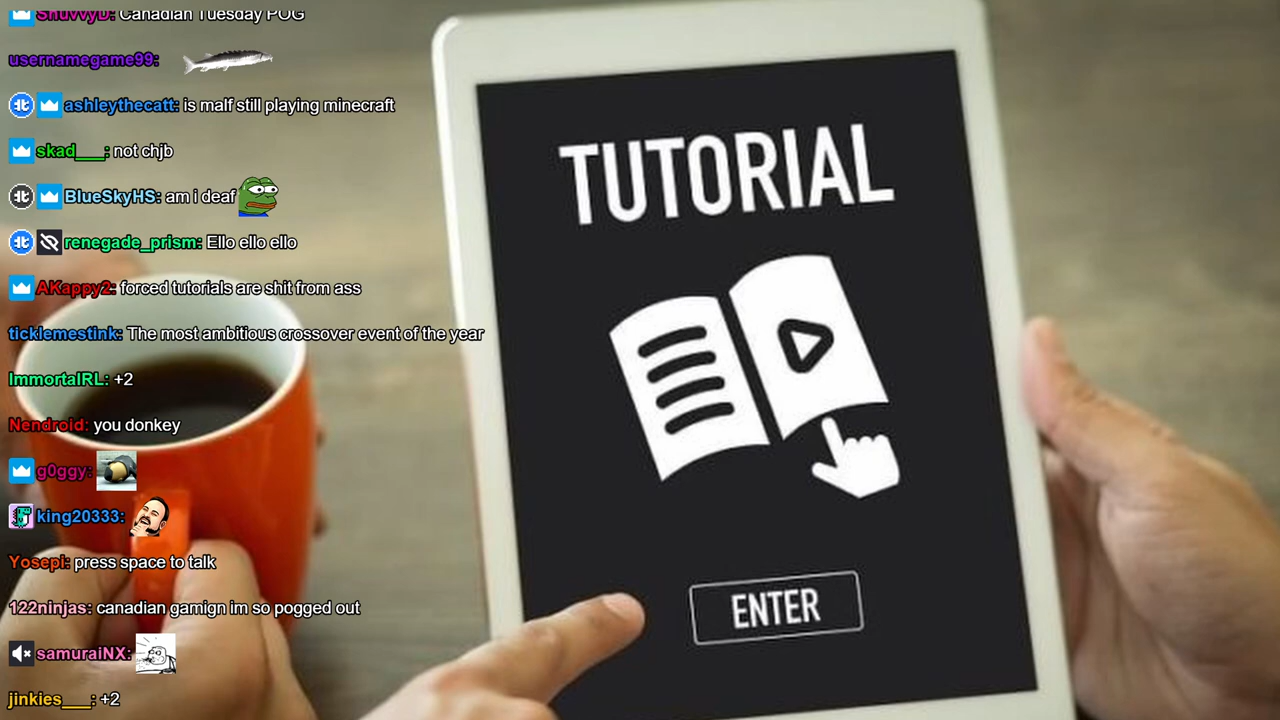 ShuvvyD: Canadian Tuesday POG
usernamegame99:
ashleythecatt: is malf still playing minecraft
skad___: not chjb
BlueSkyHS: am i deaf
renegade_prism: Ello ello ello
AKappy2: forced tutorials are shit from ass
ticklemestink: The most ambitious crossover event of the year
ImmortalRL: +2
Nendroid: you donkey
g0ggy:
king20333:
Yosepi: press space to talk
122ninjas: canadian gamign im so pogged out
samuraiNX:
jinkies___: +2
TUTORIAL
ENTER